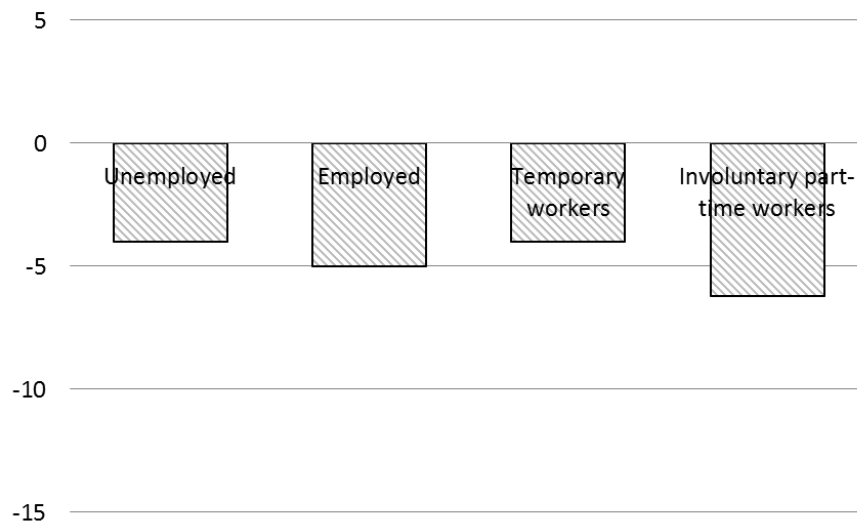 5
0
Unemployed
Employed
Temporary
workers
Involuntary part-
time workers
-5
-10
-15